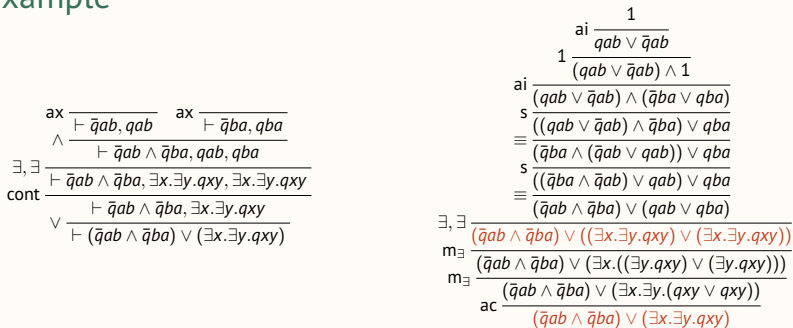 xample
ax ⊢ q̄ab, qab ax ⊢ q̄ba, qba
∧ ⊢ q̄ab ∧ q̄ba, qab, qba
∃, ∃ ⊢ q̄ab ∧ q̄ba, ∃x.∃y.qxy, ∃x.∃y.qxy
cont ⊢ q̄ab ∧ q̄ba, ∃x.∃y.qxy
∨ ⊢ (q̄ab ∧ q̄ba) ∨ (∃x.∃y.qxy)
1
ai qab ∨ q̄ab
1 (qab ∨ q̄ab) ∧ 1
ai (qab ∨ q̄ab) ∧ (q̄ba ∨ qba)
s ((qab ∨ q̄ab) ∧ q̄ba) ∨ qba
≡ (q̄ba ∧ (q̄ab ∨ qab)) ∨ qba
s ((q̄ba ∧ q̄ab) ∨ qab) ∨ qba
≡ (q̄ab ∧ q̄ba) ∨ (qab ∨ qba)
∃, ∃ (q̄ab ∧ q̄ba) ∨ ((∃x.∃y.qxy) ∨ (∃x.∃y.qxy))
m∃ (q̄ab ∧ q̄ba) ∨ (∃x.((∃y.qxy) ∨ (∃y.qxy)))
m∃ (q̄ab ∧ q̄ba) ∨ (∃x.∃y.(qxy ∨ qxy))
ac (q̄ab ∧ q̄ba) ∨ (∃x.∃y.qxy)